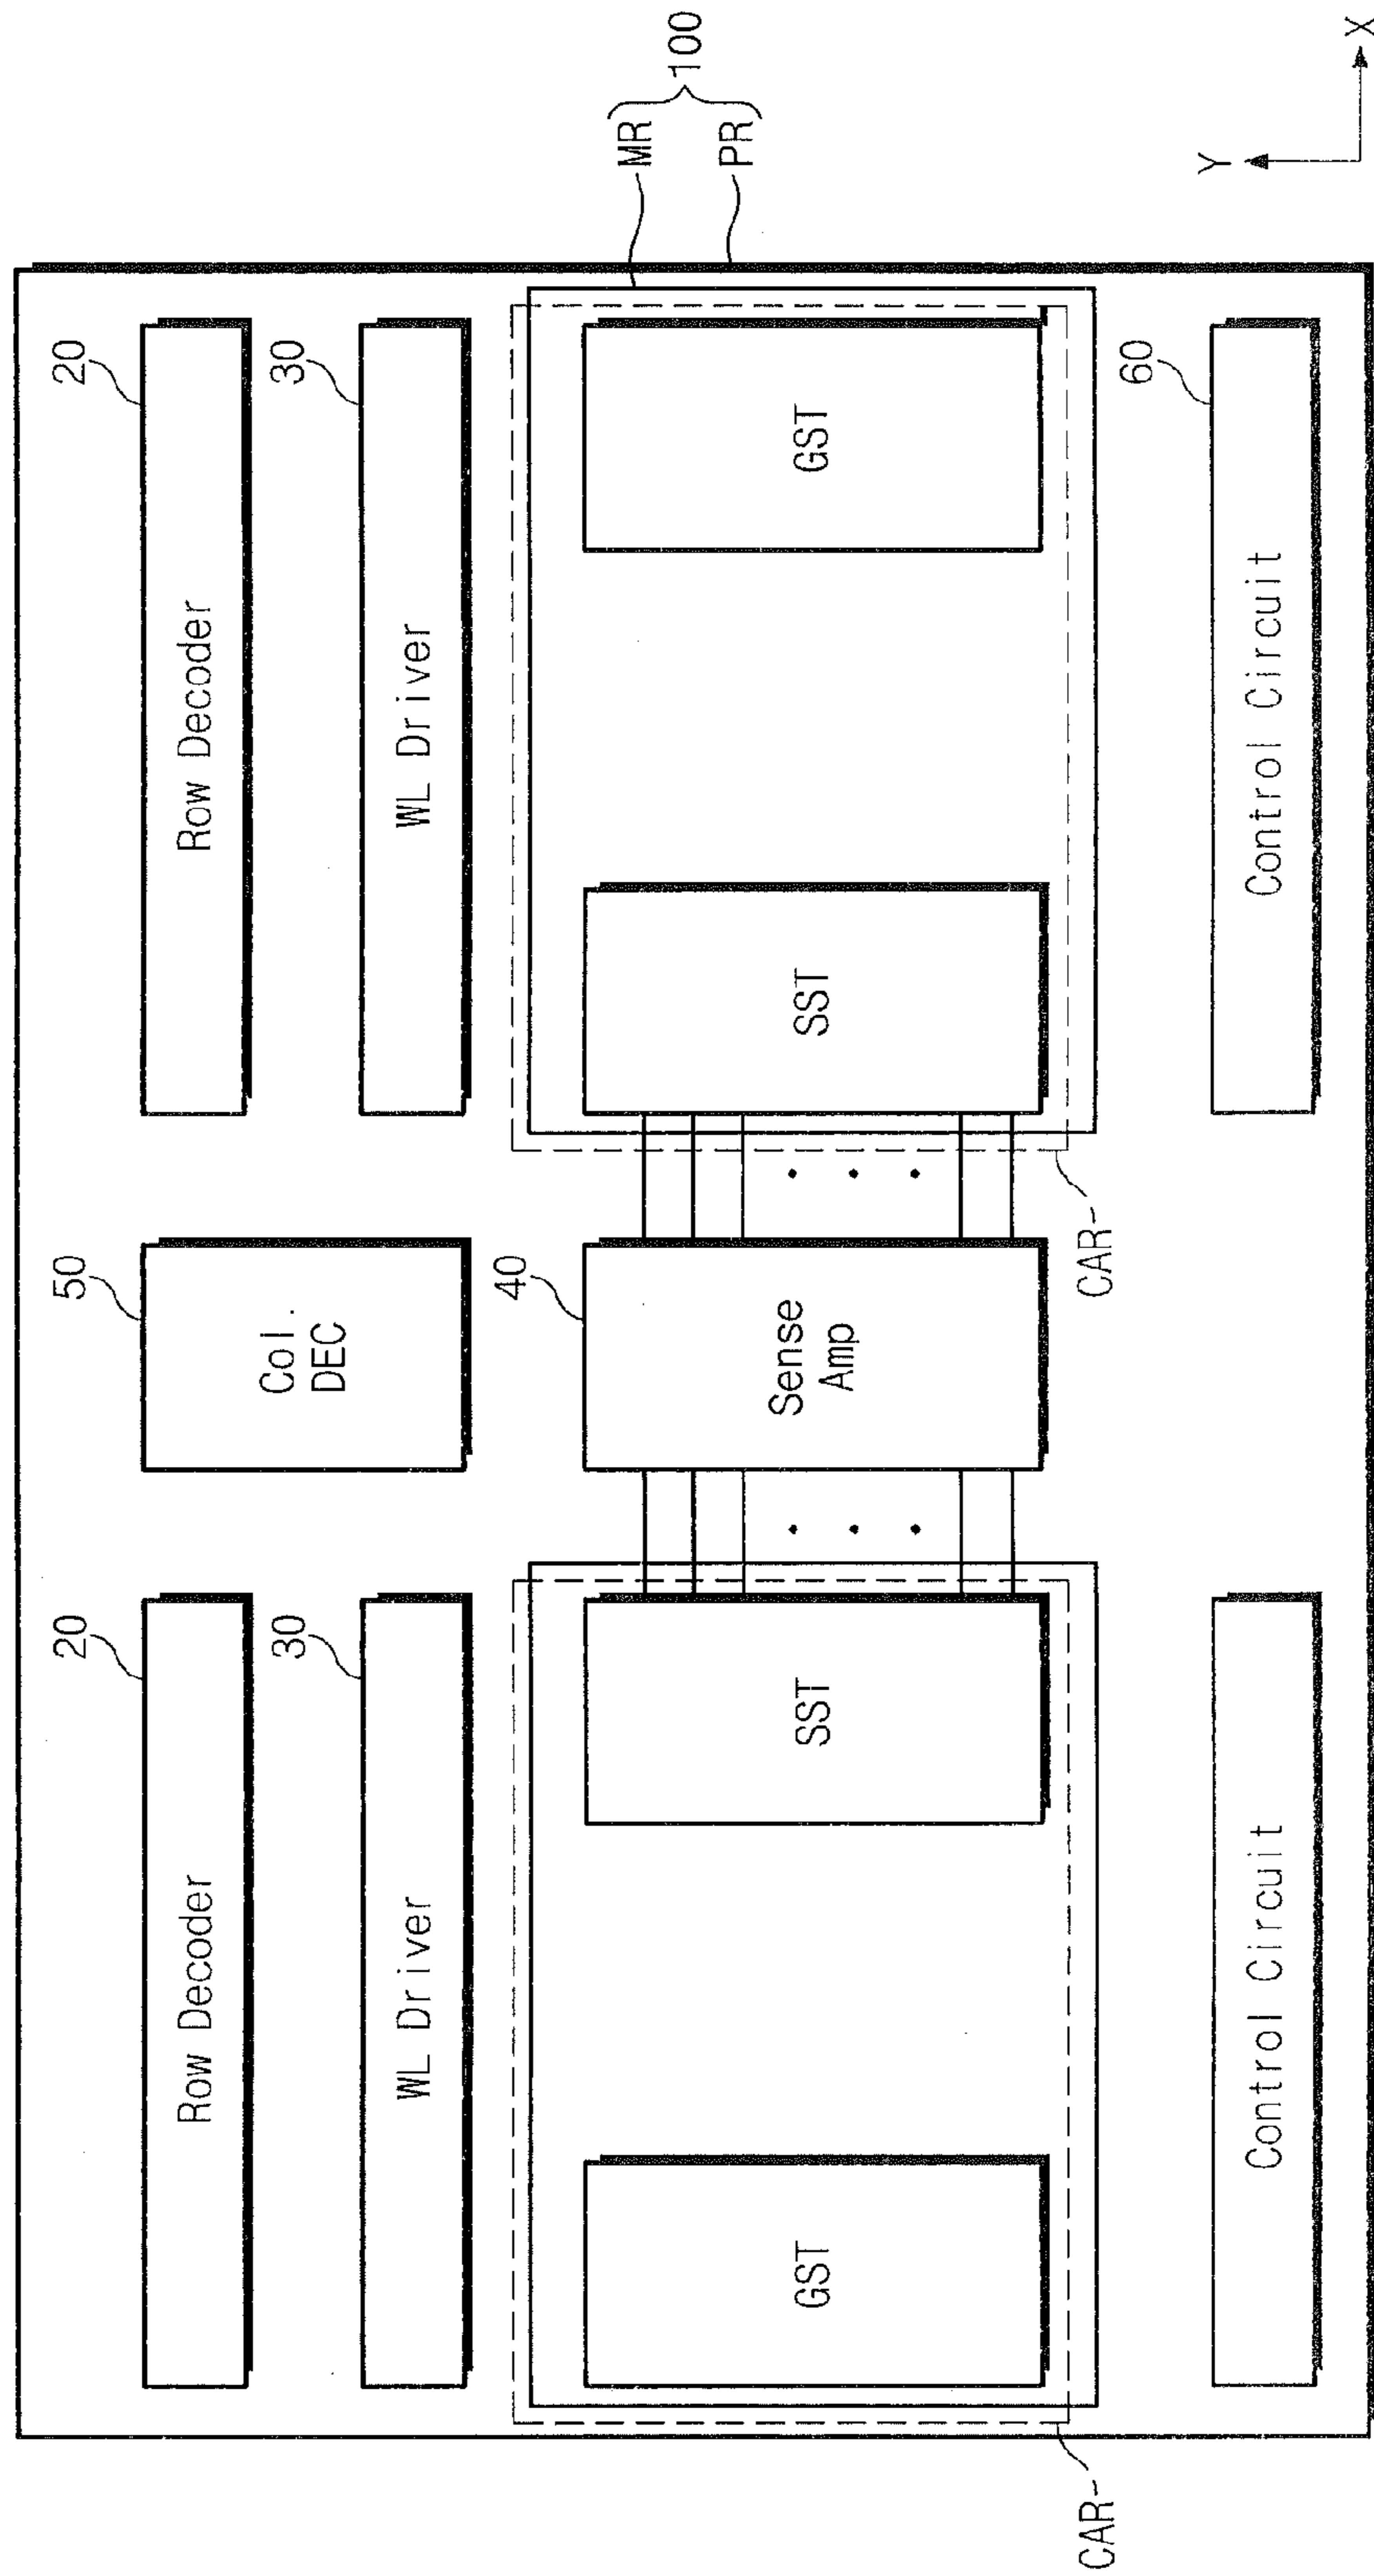 20
20
50
Row Decoder
Row Decoder
Col.
DEC
30
30
WL Driver
WL Driver
40
MR
100
PR
GST
SST
Sense
Amp
SST
GST
CAR
CAR
60
Control Circuit
Control Circuit
Y
X